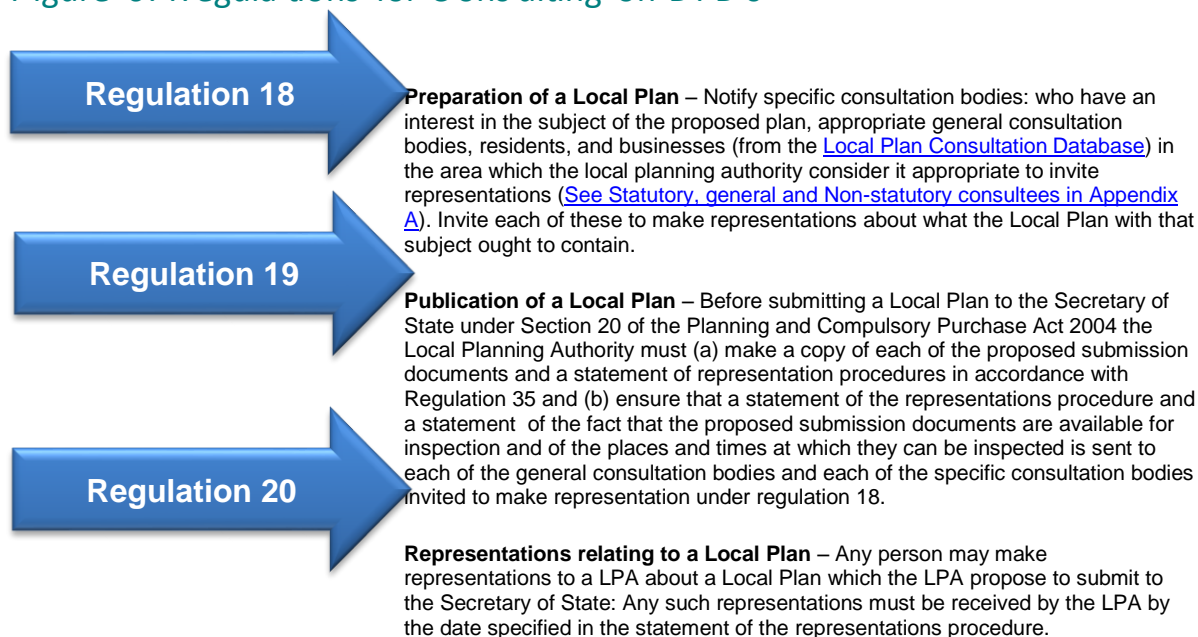 Regulation 18
Preparation of a Local Plan – Notify specific consultation bodies: who have an
interest in the subject of the proposed plan, appropriate general consultation
bodies, residents, and businesses (from the Local Plan Consultation Database) in
the area which the local planning authority consider it appropriate to invite
representations (See Statutory, general and Non-statutory consultees in Appendix
A). Invite each of these to make representations about what the Local Plan with that
subject ought to contain.
Regulation 19
Publication of a Local Plan – Before submitting a Local Plan to the Secretary of
State under Section 20 of the Planning and Compulsory Purchase Act 2004 the
Local Planning Authority must (a) make a copy of each of the proposed submission
documents and a statement of representation procedures in accordance with
Regulation 35 and (b) ensure that a statement of the representations procedure and
a statement of the fact that the proposed submission documents are available for
inspection and of the places and times at which they can be inspected is sent to
each of the general consultation bodies and each of the specific consultation bodies
invited to make representation under regulation 18.
Regulation 20
Representations relating to a Local Plan – Any person may make
representations to a LPA about a Local Plan which the LPA propose to submit to
the Secretary of State: Any such representations must be received by the LPA by
the date specified in the statement of the representations procedure.